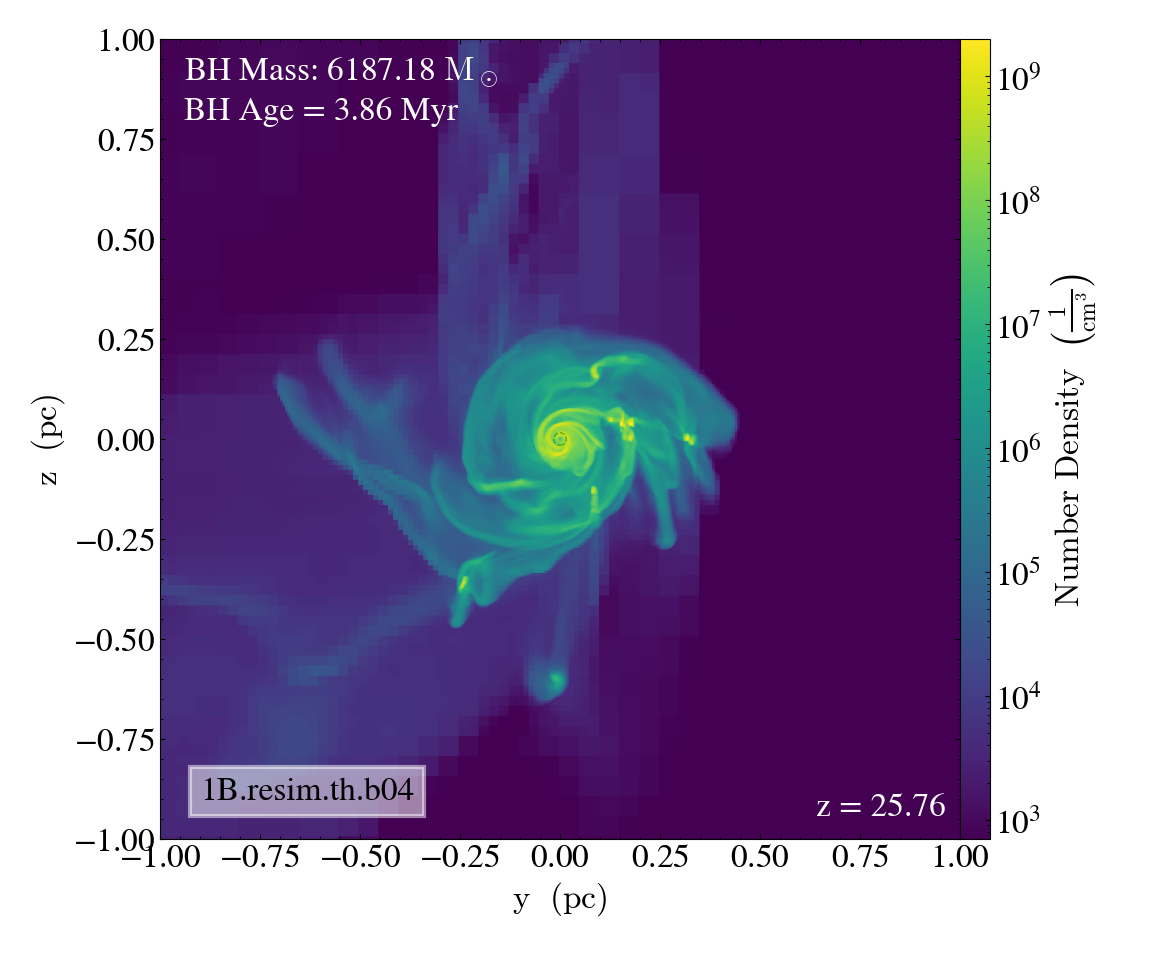 BH Mass: 6187.18 M⊙
BH Age = 3.86 Myr
1.00
0.75
0.50
0.25
0.00
−0.25
−0.50
−0.75
−1.00
z (pc)
1B.resim.th.b04
z = 25.76
−1.00 −0.75 −0.50 −0.25 0.00 0.25 0.50 0.75 1.00
y (pc)
10⁹
10⁸
10⁷
10⁶
10⁵
10⁴
10³
Number Density (1/cm³)